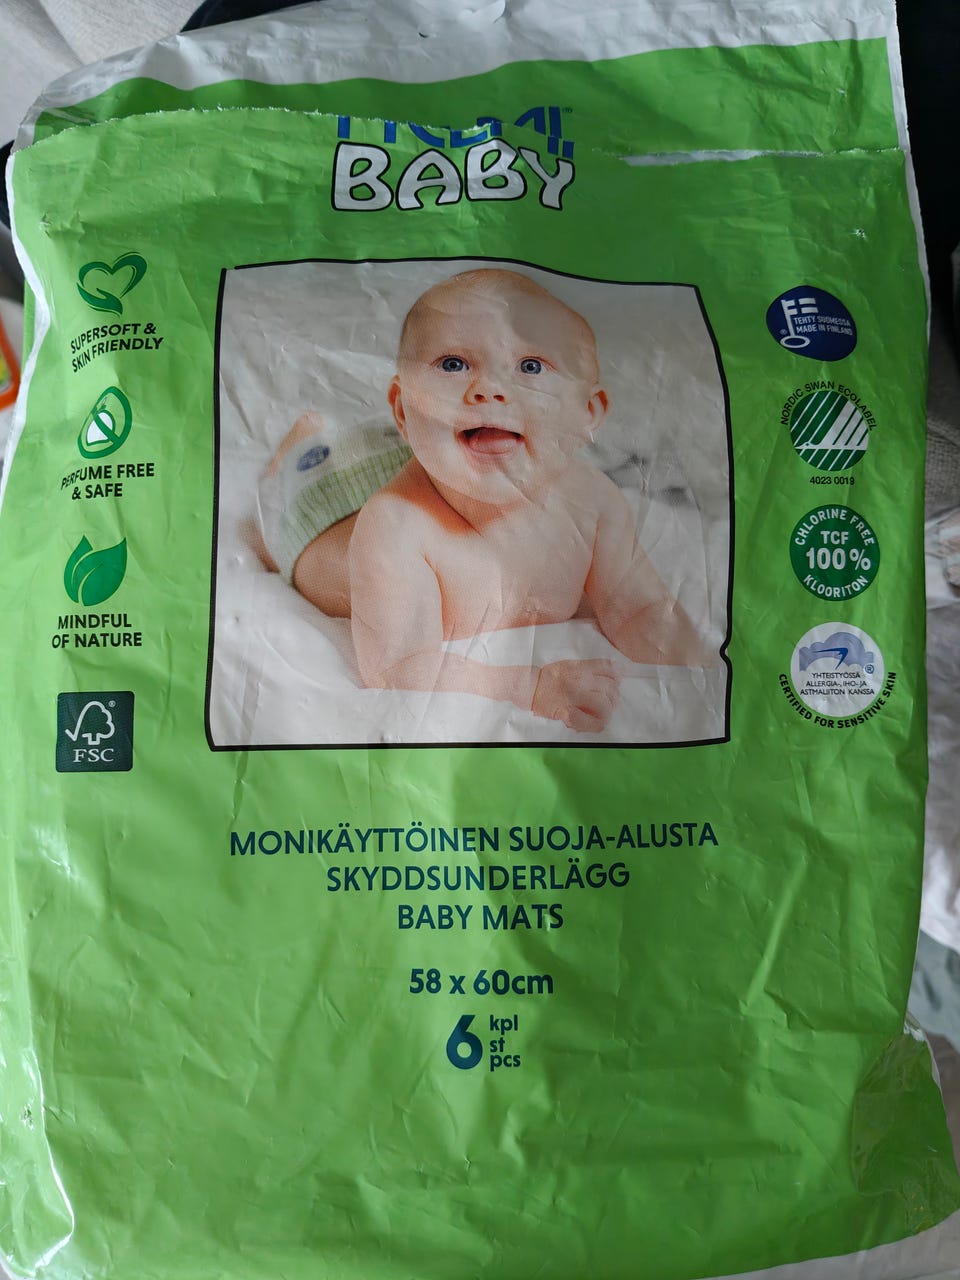 BABY
SUPERSOFT &
SKIN FRIENDLY
PERFUME FREE
& SAFE
MINDFUL
OF NATURE
®
FSC
® TEHTY SUOMESSA
MADE IN FINLAND
NORDIC SWAN ECOLABEL
4023 0019
CHLORINE FREE
TCF
100%
KLOORITON
®
YHTEISTYÖSSÄ
ALLERGIA-, IHO- JA
ASTMALIITON KANSSA
CERTIFIED FOR SENSITIVE SKIN
MONIKÄYTTÖINEN SUOJA-ALUSTA
SKYDDSUNDERLÄGG
BABY MATS
58 x 60cm
6 kpl
st
pcs